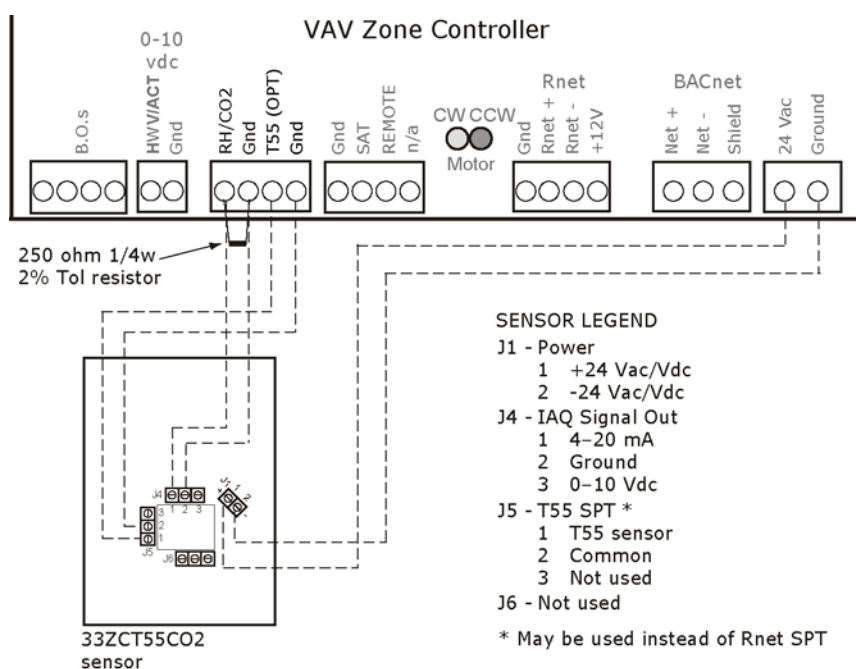 VAV Zone Controller
0-10
vdc
B.O.s
HWV/ACT
Gnd
RH/CO2
Gnd
T55 (OPT)
Gnd
Gnd
SAT
REMOTE
n/a
CW CCW
Motor
Rnet
Gnd
Rnet +
Rnet -
+12V
BACnet
Net +
Net -
Shield
24 Vac
Ground
250 ohm 1/4w
2% Tol resistor
SENSOR LEGEND
J1 - Power
1 +24 Vac/Vdc
2 -24 Vac/Vdc
J4 - IAQ Signal Out
1 4–20 mA
2 Ground
3 0–10 Vdc
J5 - T55 SPT *
1 T55 sensor
2 Common
3 Not used
J6 - Not used
* May be used instead of Rnet SPT
J4
1 2 3
J1
+ 1
2 -
3
2
1
J5
J6
33ZCT55CO2
sensor